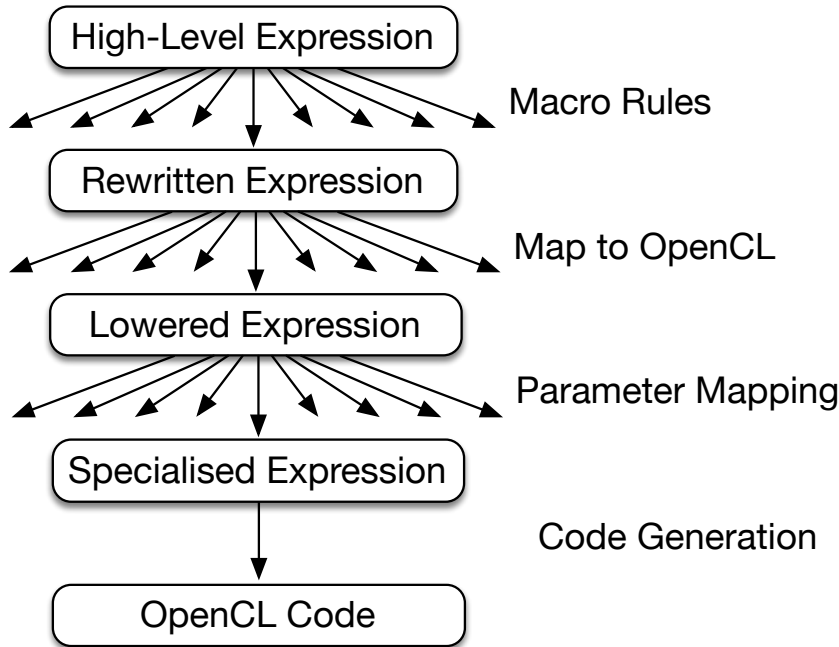 High-Level Expression
Macro Rules
Rewritten Expression
Map to OpenCL
Lowered Expression
Parameter Mapping
Specialised Expression
Code Generation
OpenCL Code